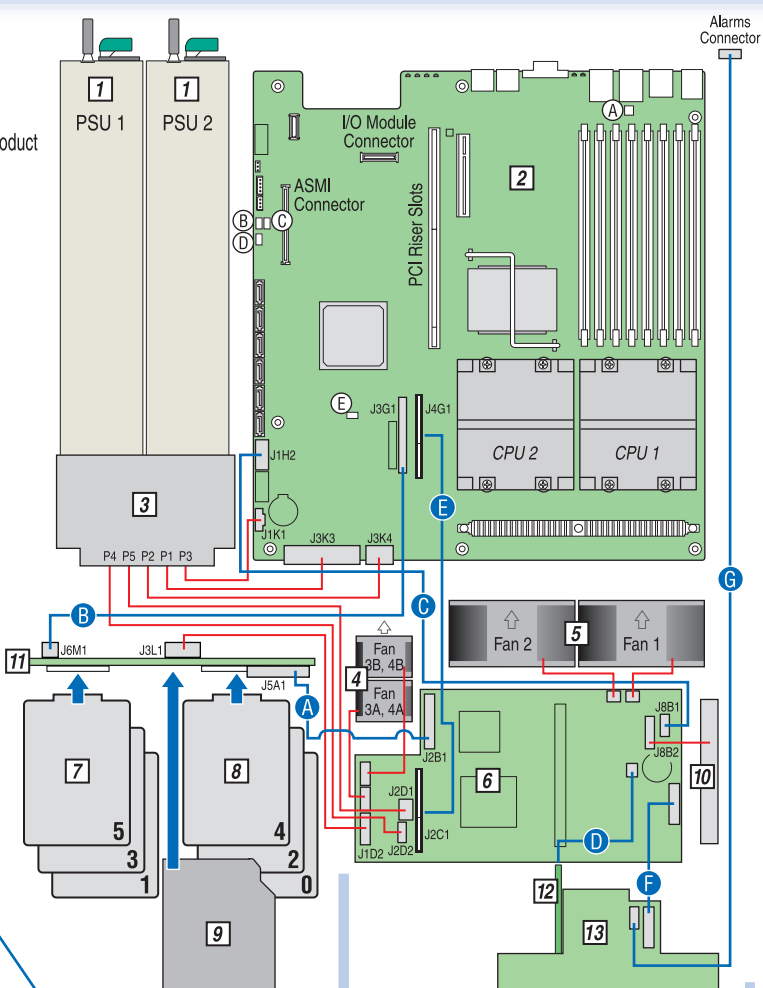 Alarms
Connector
1
1
PSU 1
PSU 2
oduct
I/O Module
Connector
A
2
ASMI
Connector
PCI Riser Slots
B
C
D
E
J3G1
J4G1
CPU 2
CPU 1
J1H2
3
E
J1K1
J3K3
J3K4
P4 P5 P2 P1 P3
G
B
C
Fan 2
5
Fan 1
11
J6M1
J3L1
Fan
3B, 4B
4
Fan
3A, 4A
J5A1
A
J8B1
J2B1
J8B2
7
8
6
10
J2D1
5
4
J2C1
J1D2
J2D2
D
3
2
1
0
F
12
9
13